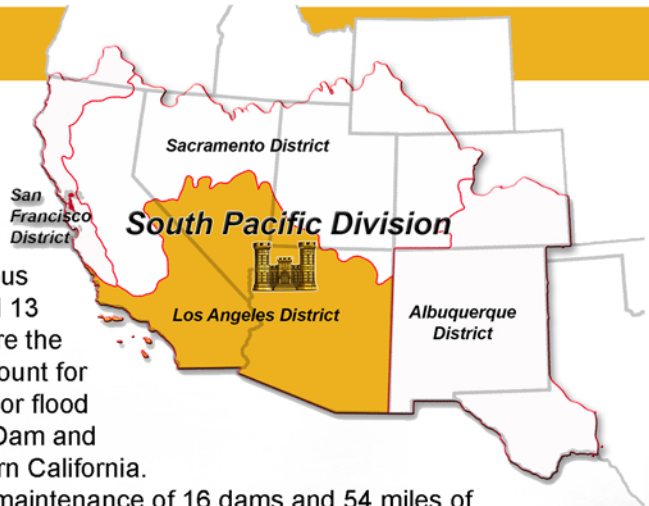 Sacramento District
San
Francisco
District
South Pacific Division
Los Angeles District
Albuquerque
District
13
re the
ount for
or flood
Dam and
rn California.
maintenance of 16 dams and 54 miles of